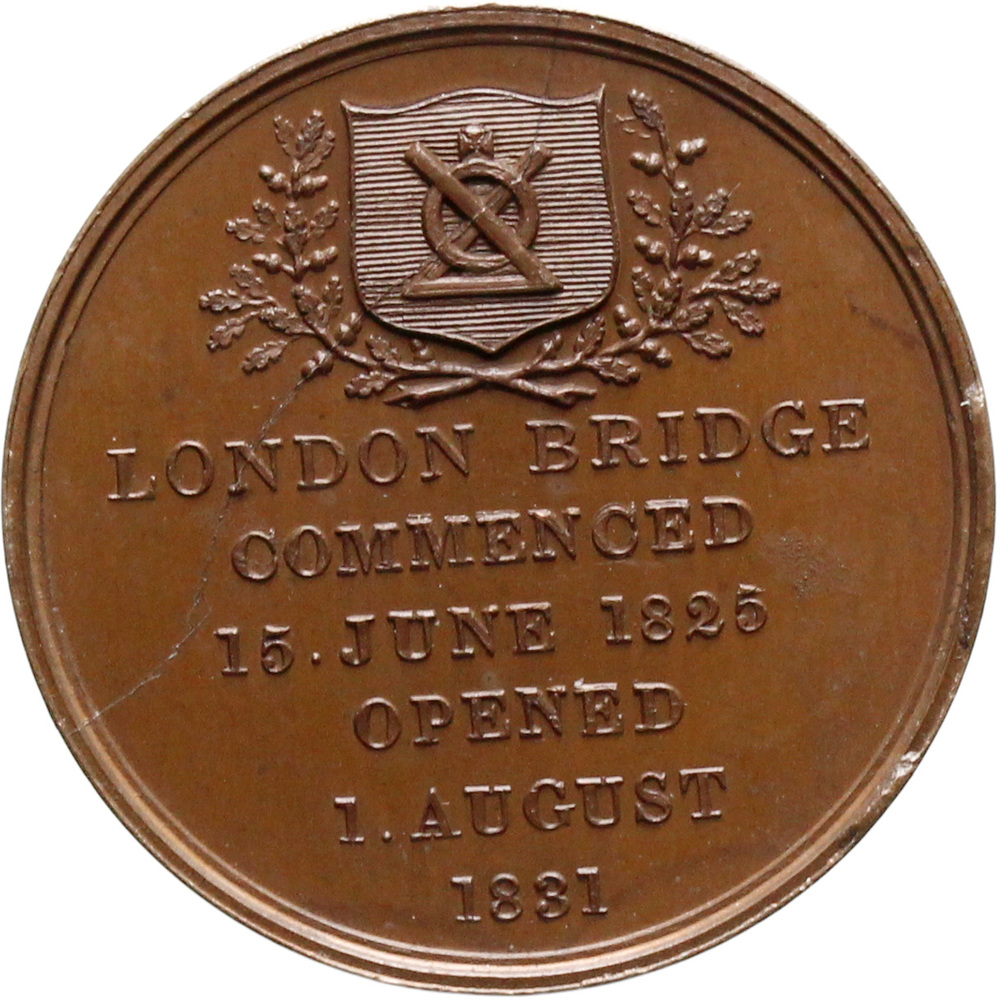 LONDON BRIDGE
COMMENCED
15. JUNE 1825
OPENED
1. AUGUST
1831